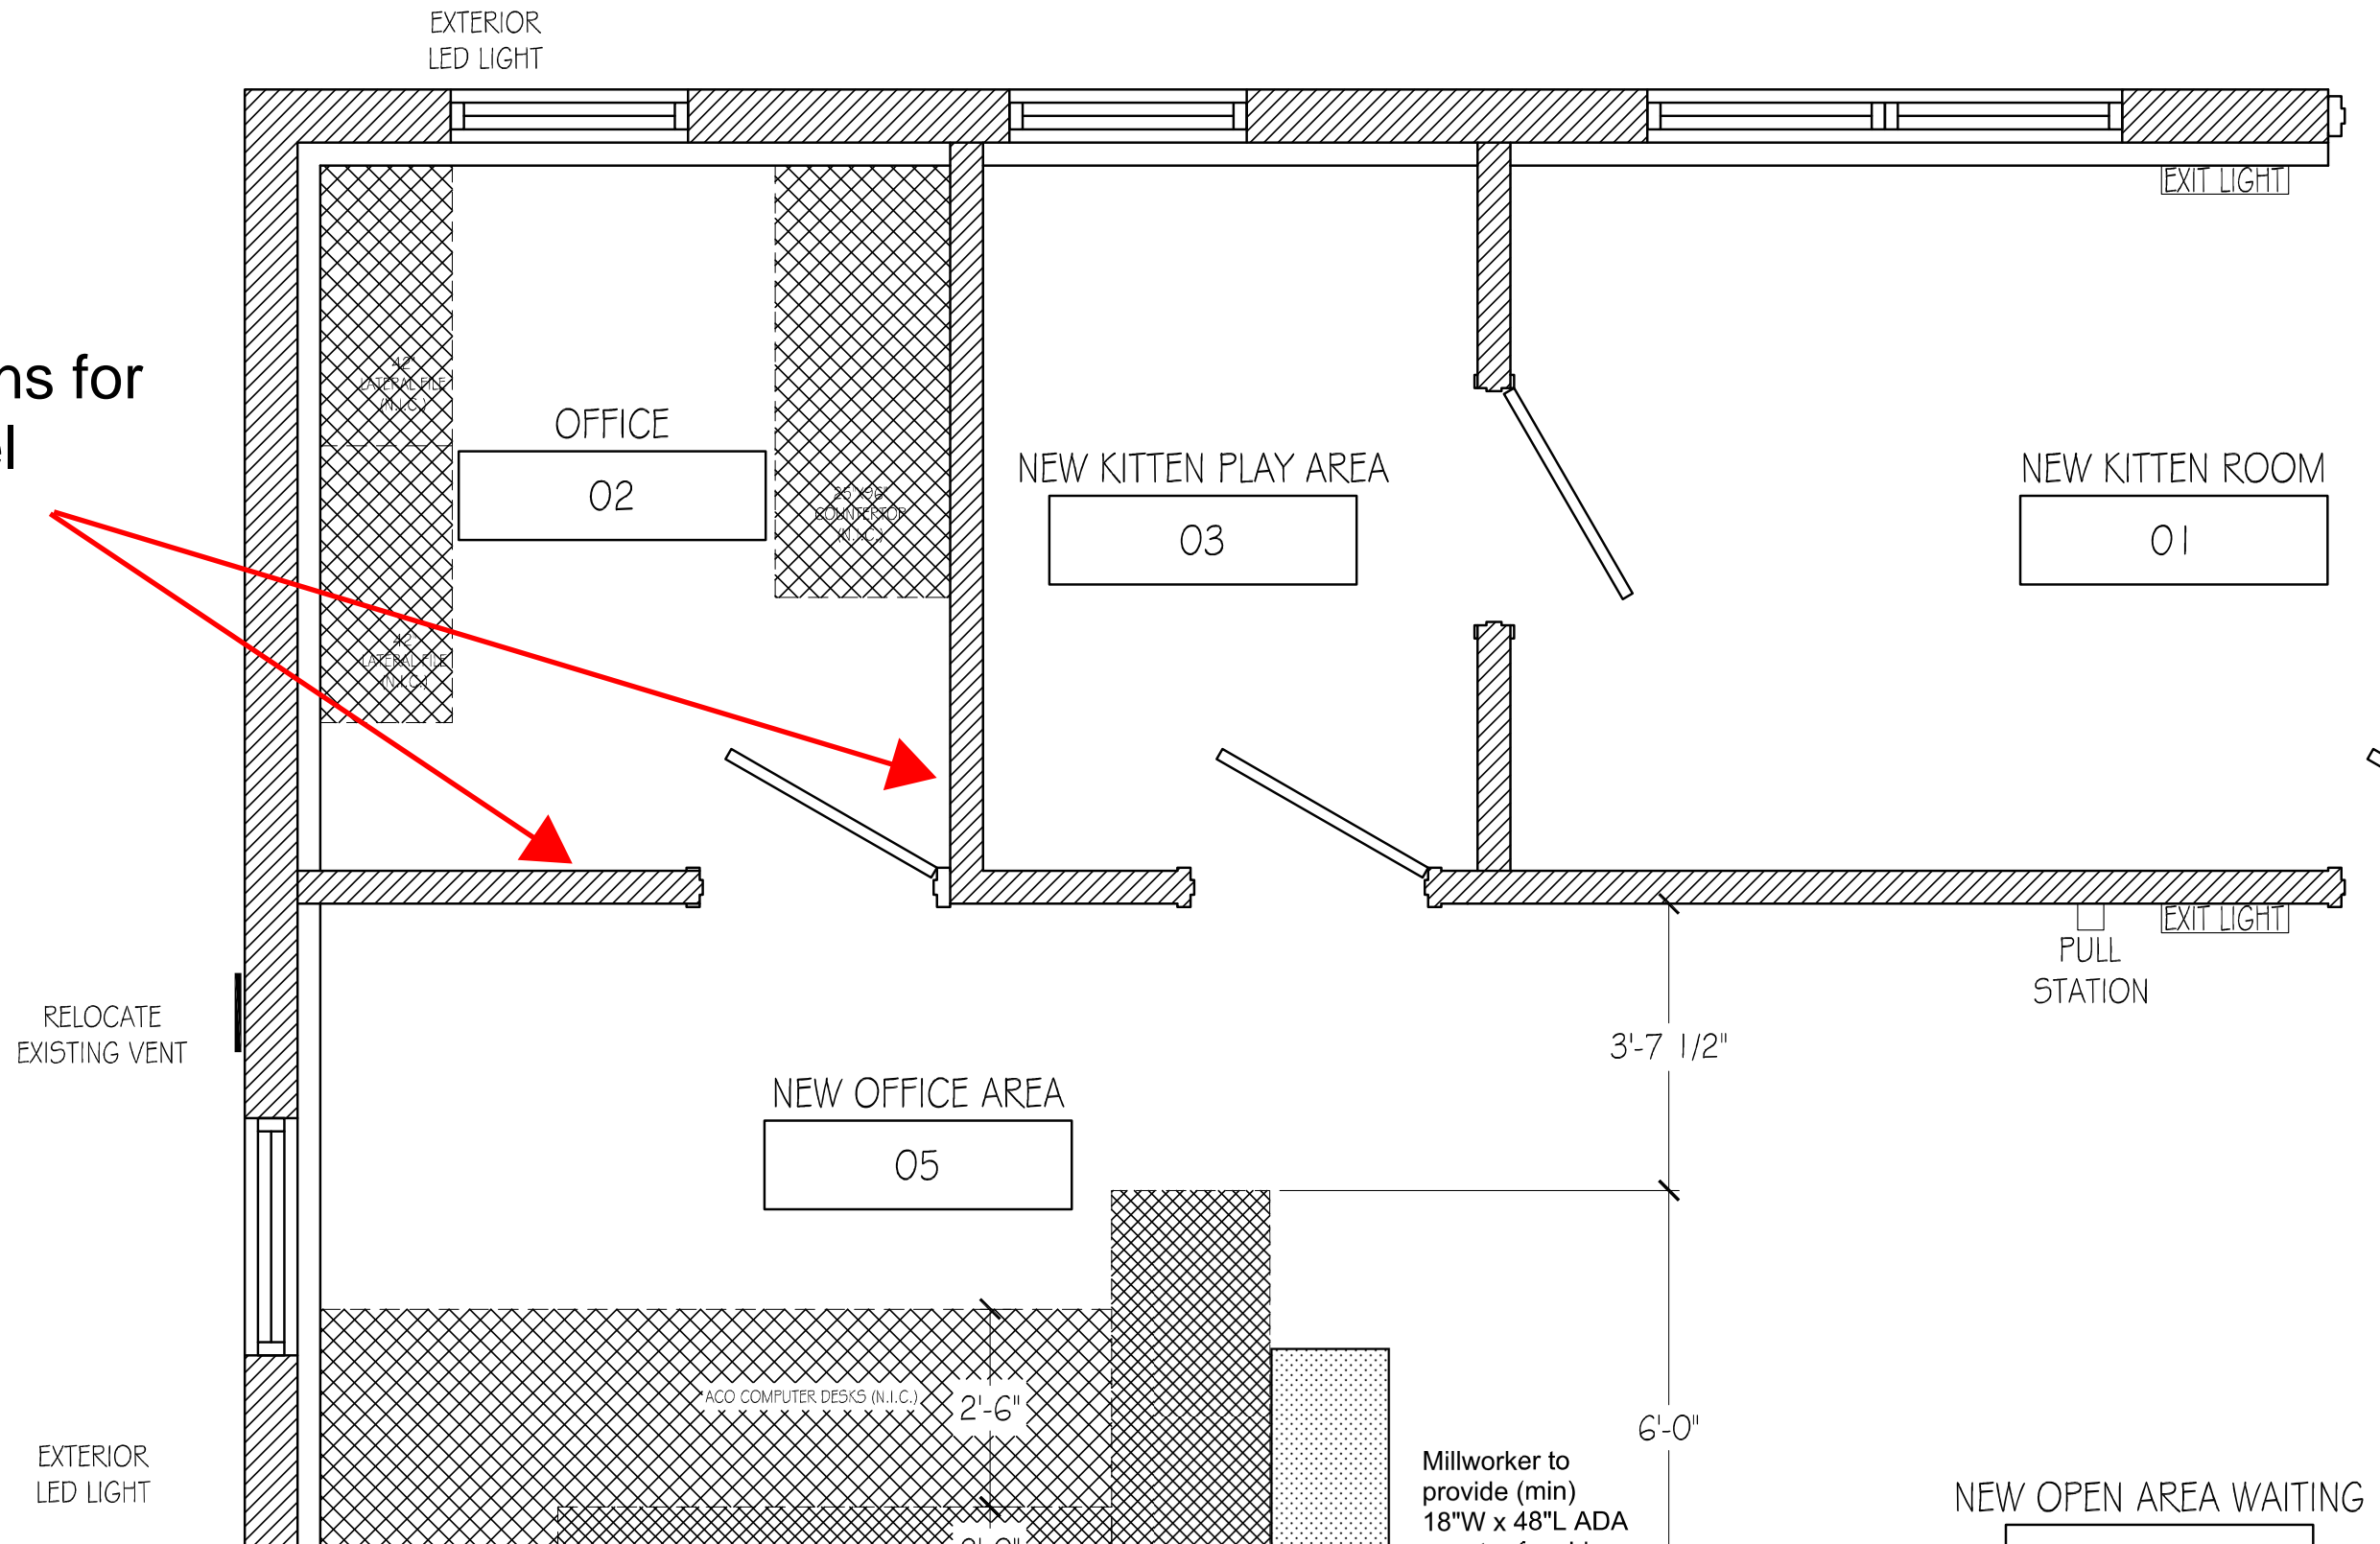 EXTERIOR
LED LIGHT
EXIT LIGHT
ns for
42"
LATERAL FILE
(N.I.C.)
OFFICE
02
25"X96"
COUNTERTOP
(N.I.C.)
NEW KITTEN PLAY AREA
03
NEW KITTEN ROOM
01
42"
LATERAL FILE
(N.I.C.)
EXIT LIGHT
PULL
STATION
RELOCATE
EXISTING VENT
3'-7 1/2"
NEW OFFICE AREA
05
ACO COMPUTER DESKS (N.I.C.)
2'-6"
6'-0"
EXTERIOR
LED LIGHT
Millworker to
provide (min)
18"W x 48"L ADA
NEW OPEN AREA WAITING